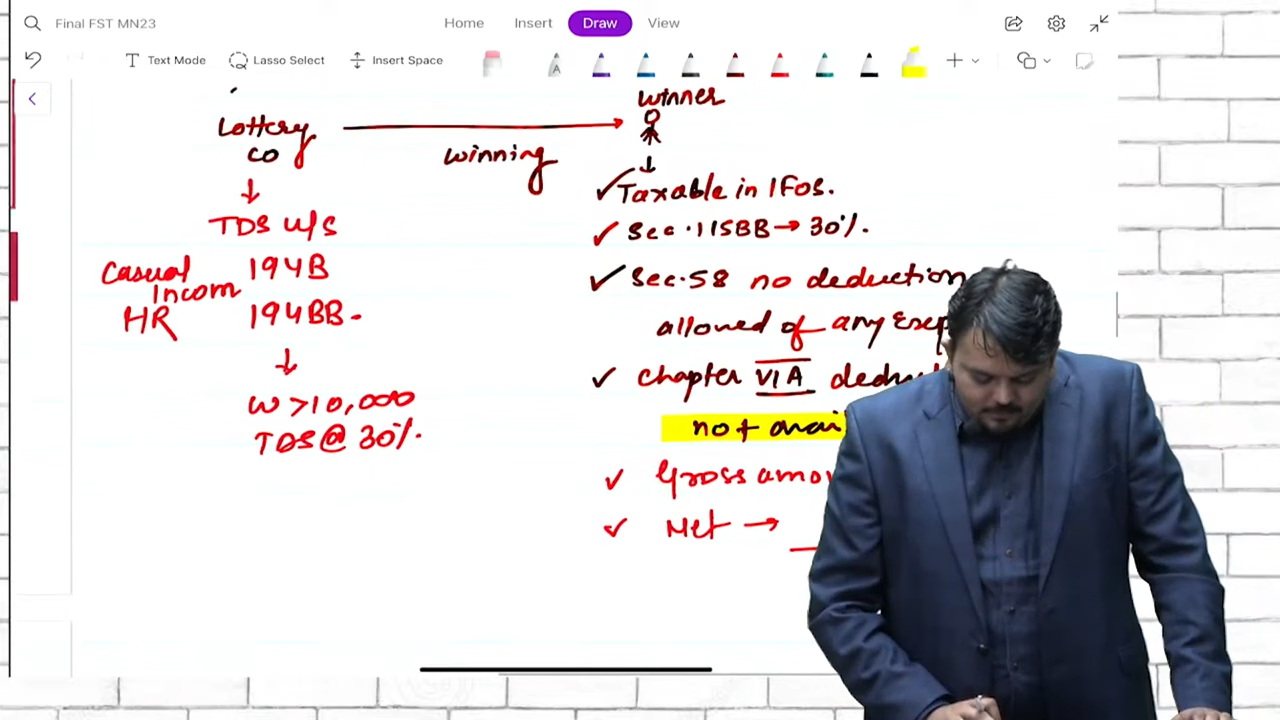 Final FST MN23
Home Insert Draw View
Text Mode Lasso Select Insert Space
Lottery
co
winning
winner
↓
TDS u/s
Casual
Incom
194B
HR
194BB.
↓
W >10,000
TDS @ 30%.
↓
Taxable in IFOS.
Sec.115BB → 30%.
Sec.58 no deduction
allowed of any
chapter VIA
not
Gross
Net →